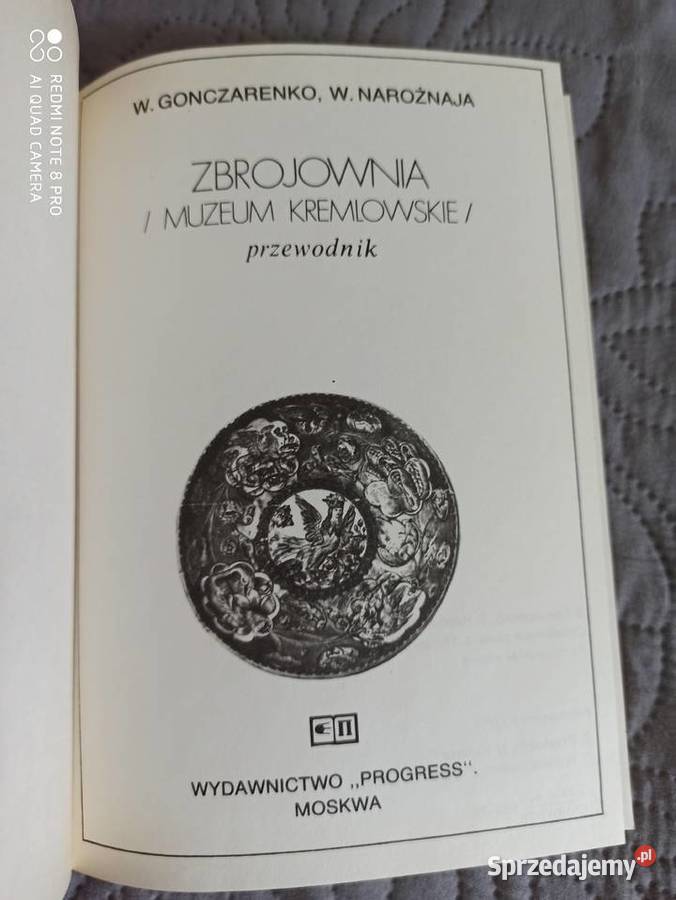 W. GONCZARENKO, W. NAROŻNAJA
ZBROJOWNIA
/ MUZEUM KREMLOWSKIE /
przewodnik
П
WYDAWNICTWO „PROGRESS“.
MOSKWA
REDMI NOTE 8 PRO
AI QUAD CAMERA
Sprzedajemy.pl